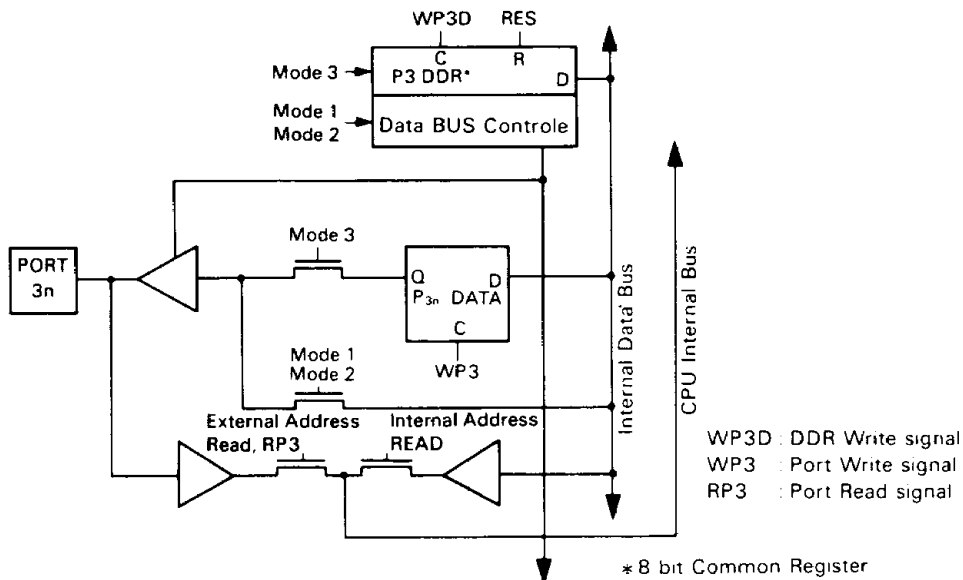 WP3D RES
C R
Mode 3 P3 DDR* D
Mode 1
Mode 2
Data BUS Controle
Mode 3
PORT
3n
Q D
P3n DATA
C
WP3
Mode 1
Mode 2
External Address
Read, RP3
Internal Address
READ
Internal Data Bus
CPU Internal Bus
WP3D : DDR Write signal
WP3 : Port Write signal
RP3 : Port Read signal
* 8 bit Common Register